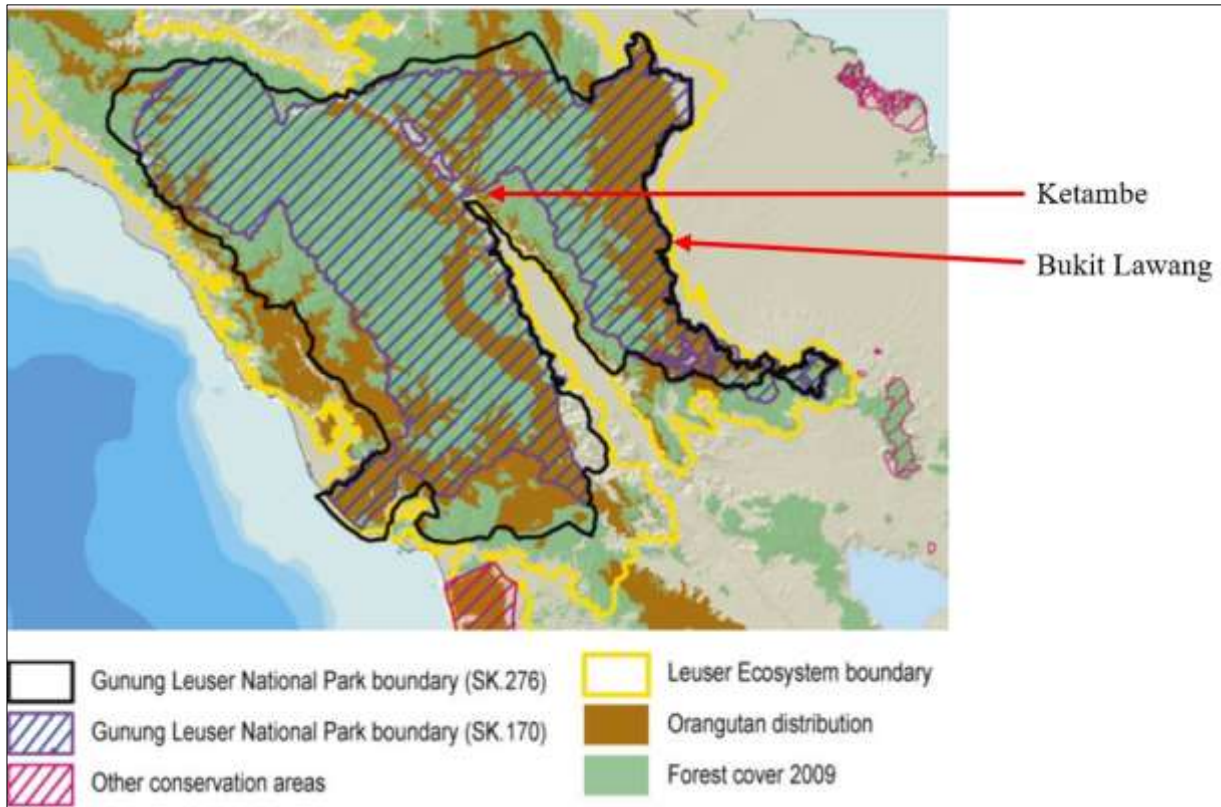 Ketambe
Bukit Lawang
Gunung Leuser National Park boundary (SK.276)
Gunung Leuser National Park boundary (SK.170)
Other conservation areas
Leuser Ecosystem boundary
Orangutan distribution
Forest cover 2009